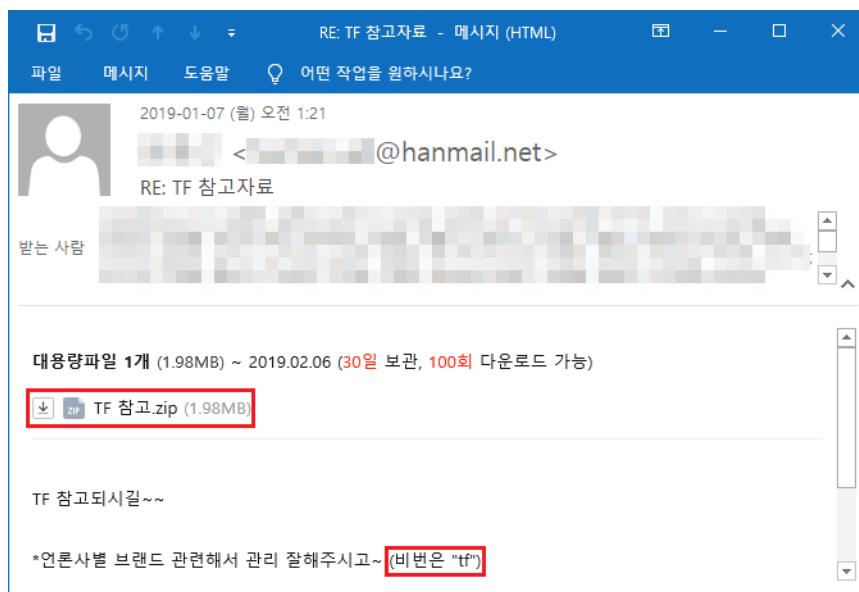 RE: TF 참고자료 - 메시지 (HTML)
파일 메시지 도움말 어떤 작업을 원하시나요?
2019-01-07 (월) 오전 1:21
< @hanmail.net>
RE: TF 참고자료
받는 사람
;
대용량파일 1개 (1.98MB) ~ 2019.02.06 (30일 보관, 100회 다운로드 가능)
ZIP TF 참고.zip (1.98MB)
TF 참고되시길~~
*언론사별 브랜드 관련해서 관리 잘해주시고~ (비번은 "tf")